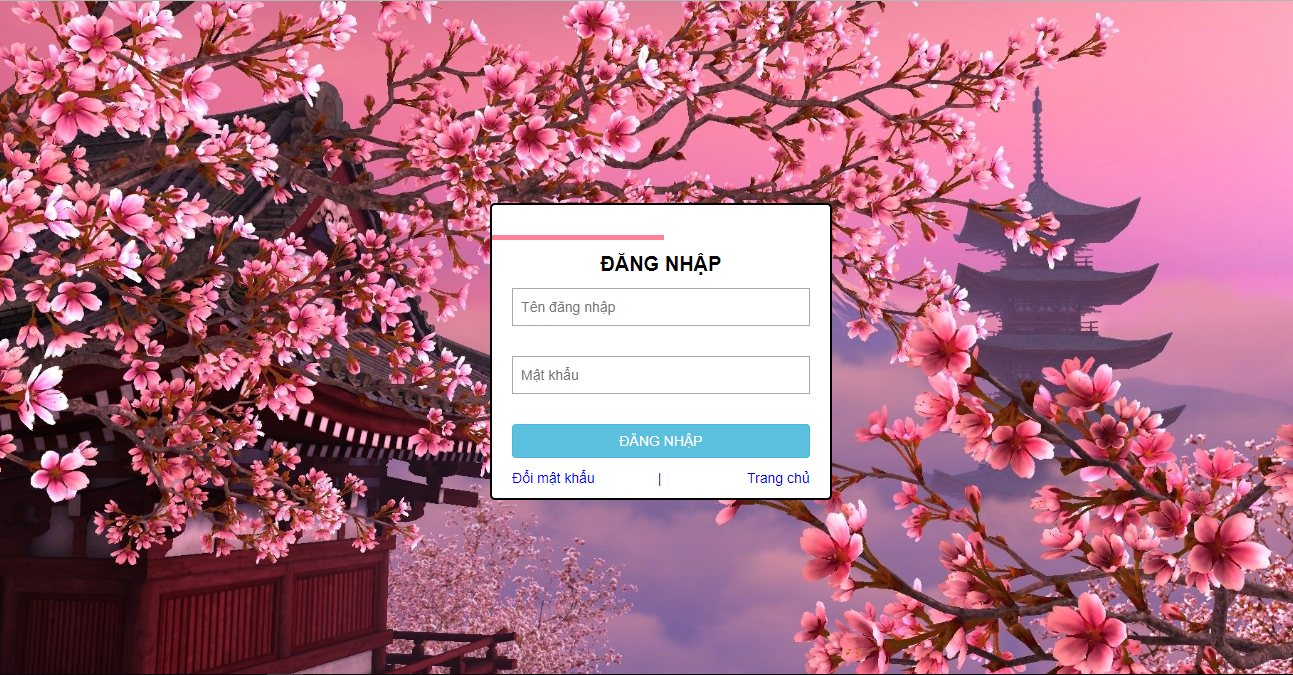 ĐĂNG NHẬP
Tên đăng nhập
Mật khẩu
ĐĂNG NHẬP
Đổi mật khẩu | Trang chủ